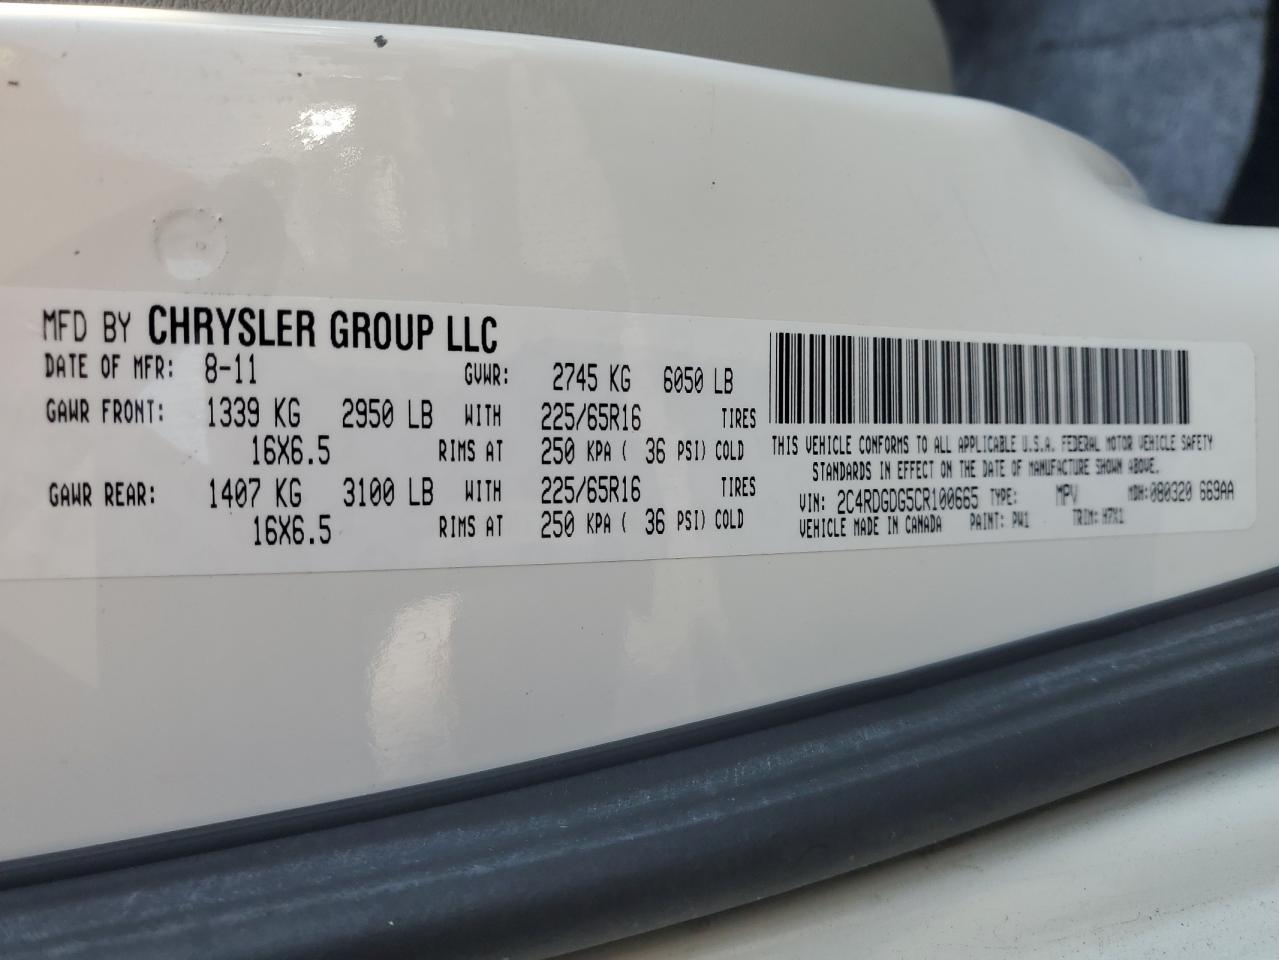 MFD BY CHRYSLER GROUP LLC
DATE OF MFR: 8-11 GVWR: 2745 KG 6050 LB
GAWR FRONT: 1339 KG 2950 LB WITH 225/65R16 TIRES
16X6.5 RIMS AT 250 KPA ( 36 PSI) COLD
GAWR REAR: 1407 KG 3100 LB WITH 225/65R16 TIRES
16X6.5 RIMS AT 250 KPA ( 36 PSI) COLD
THIS VEHICLE CONFORMS TO ALL APPLICABLE U.S.A. FEDERAL MOTOR VEHICLE SAFETY
STANDARDS IN EFFECT ON THE DATE OF MANUFACTURE SHOWN ABOVE.
VIN: 2C4RDGDG5CR100665 TYPE: MPV MDH:080320 669AA
VEHICLE MADE IN CANADA PAINT: PW1 TRIM: H7X1